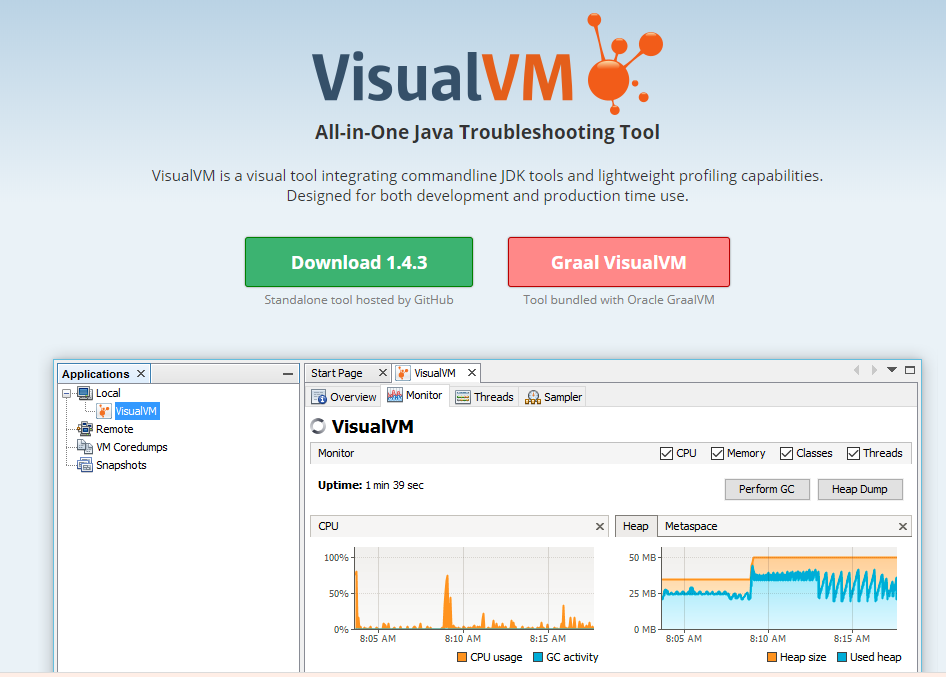 VisualVM
All-in-One Java Troubleshooting Tool
VisualVM is a visual tool integrating commandline JDK tools and lightweight profiling capabilities.
Designed for both development and production time use.
Download 1.4.3
Graal VisualVM
Standalone tool hosted by GitHub
Tool bundled with Oracle GraalVM
Applications
Local
VisualVM
Remote
VM Coredumps
Snapshots
Start Page
VisualVM
Overview
Monitor
Threads
Sampler
VisualVM
Monitor
CPU
Memory
Classes
Threads
Uptime: 1 min 39 sec
Perform GC
Heap Dump
CPU
100%
50%
0%
8:05 AM
8:10 AM
8:15 AM
CPU usage
GC activity
Heap
Metaspace
50 MB
25 MB
0 MB
8:05 AM
8:10 AM
8:15 AM
Heap size
Used heap